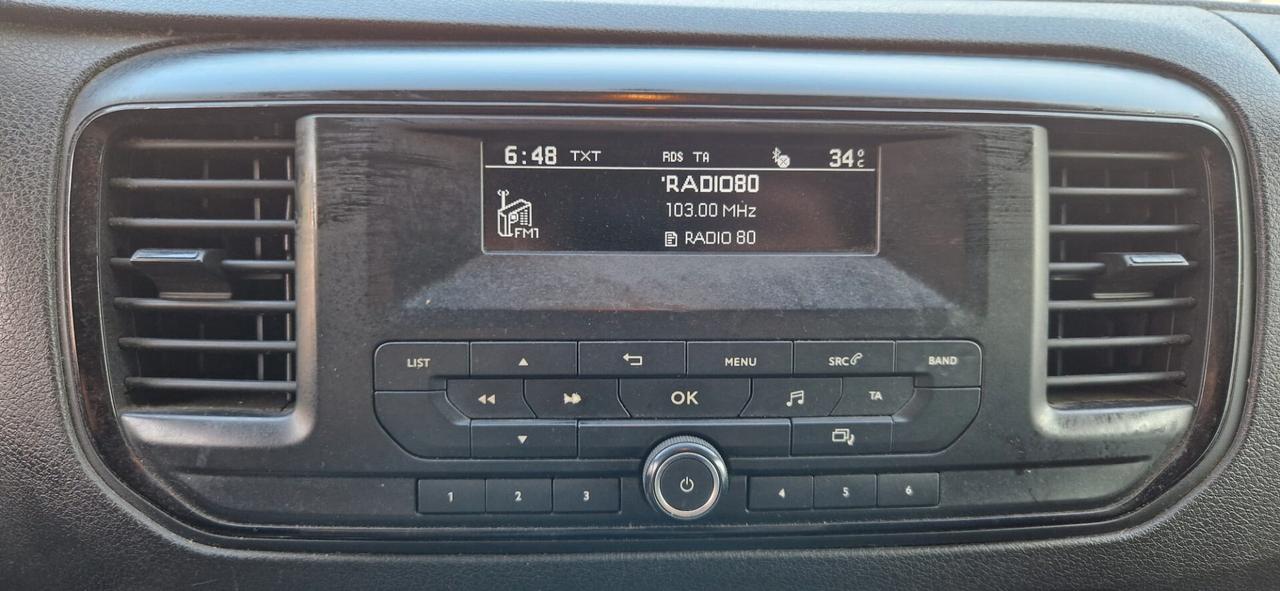 6:48 TXT RDS TA 34°C
'RADIO80
103.00 MHz
FM1 RADIO 80
LIST MENU SRC BAND
OK TA
1 2 3 4 5 6